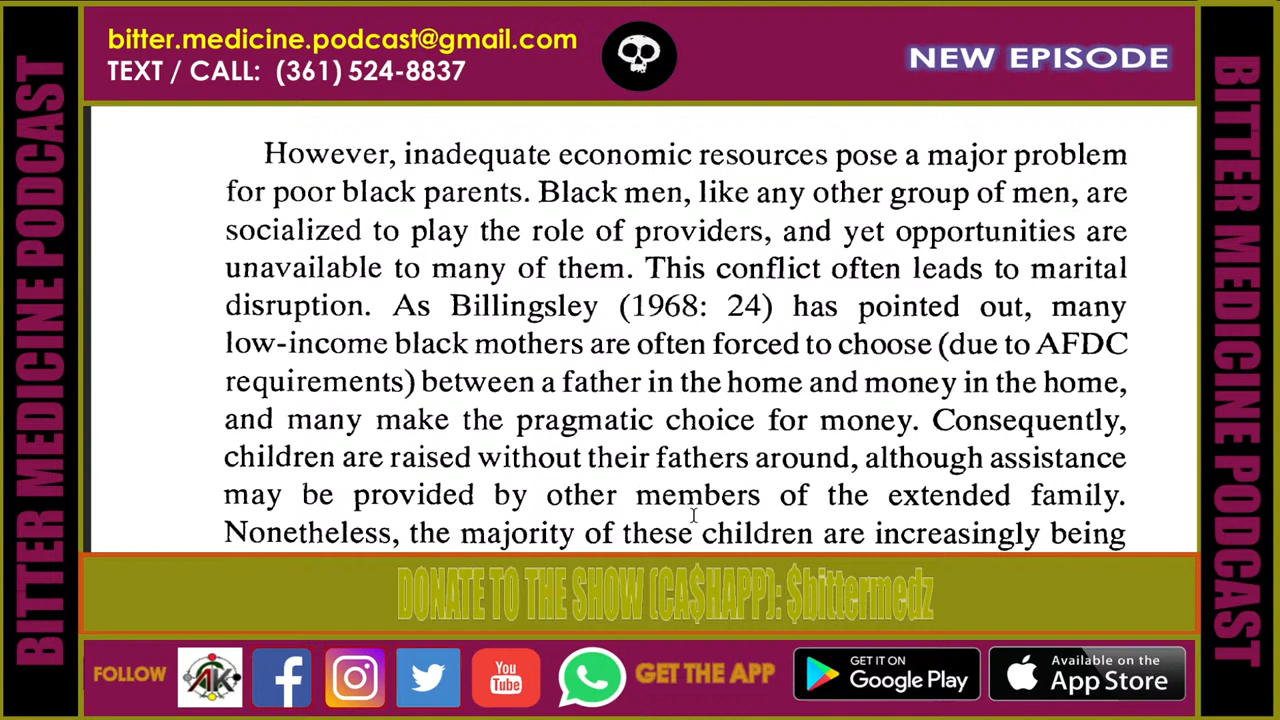 bitter.medicine.podcast@gmail.com
TEXT / CALL: (361) 524-8837
NEW EPISODE
BITTER MEDICINE PODCAST
However, inadequate economic resources pose a major problem
for poor black parents. Black men, like any other group of men, are
socialized to play the role of providers, and yet opportunities are
unavailable to many of them. This conflict often leads to marital
disruption. As Billingsley (1968: 24) has pointed out, many
low-income black mothers are often forced to choose (due to AFDC
requirements) between a father in the home and money in the home,
and many make the pragmatic choice for money. Consequently,
children are raised without their fathers around, although assistance
may be provided by other members of the extended family.
Nonetheless, the majority of these children are increasingly being
BITTER MEDICINE PODCAST
DONATE TO THE SHOW (CA$HAPP): $bittermedz
FOLLOW
ATK
You
Tube
GET THE APP
GET IT ON
Google Play
Available on the
App Store